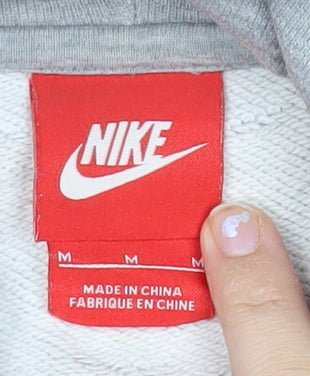 NIKE
M M M
MADE IN CHINA
FABRIQUE EN CHINE